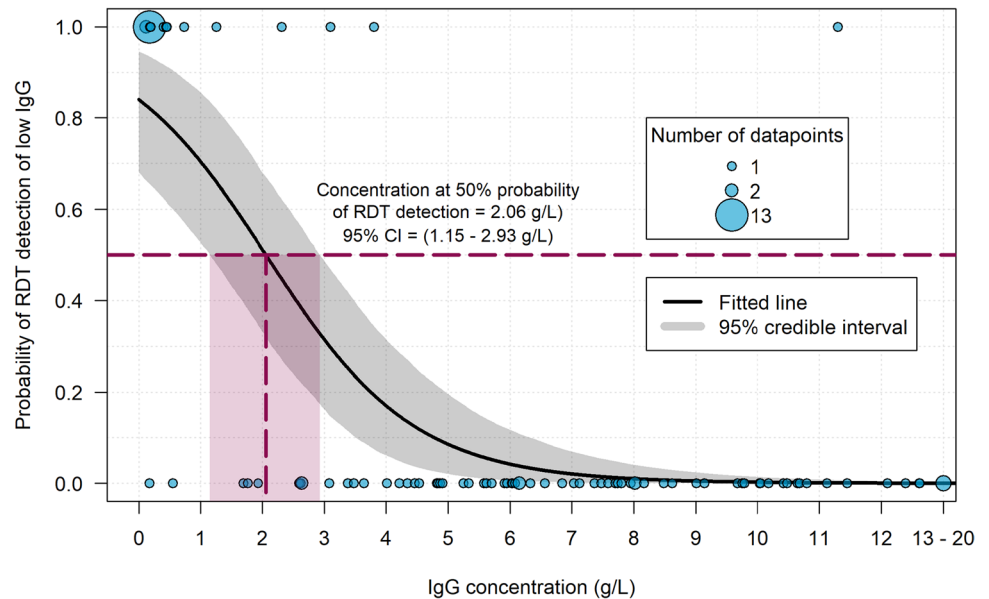 Probability of RDT detection of low IgG
1.0
0.8
0.6
0.4
0.2
0.0
Concentration at 50% probability
of RDT detection = 2.06 g/L)
95% CI = (1.15 - 2.93 g/L)
Number of datapoints
1
2
13
Fitted line
95% credible interval
0 1 2 3 4 5 6 7 8 9 10 11 12 13 - 20
IgG concentration (g/L)